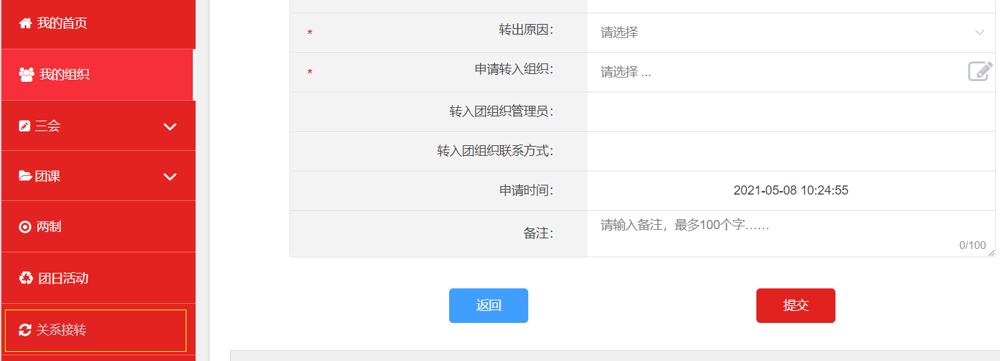 我的首页
我的组织
三会
团课
两制
团日活动
关系接转
* 转出原因： 请选择
* 申请转入组织： 请选择 ...
转入团组织管理员：
转入团组织联系方式：
申请时间： 2021-05-08 10:24:55
备注： 请输入备注，最多100个字……
0/100
返回 提交